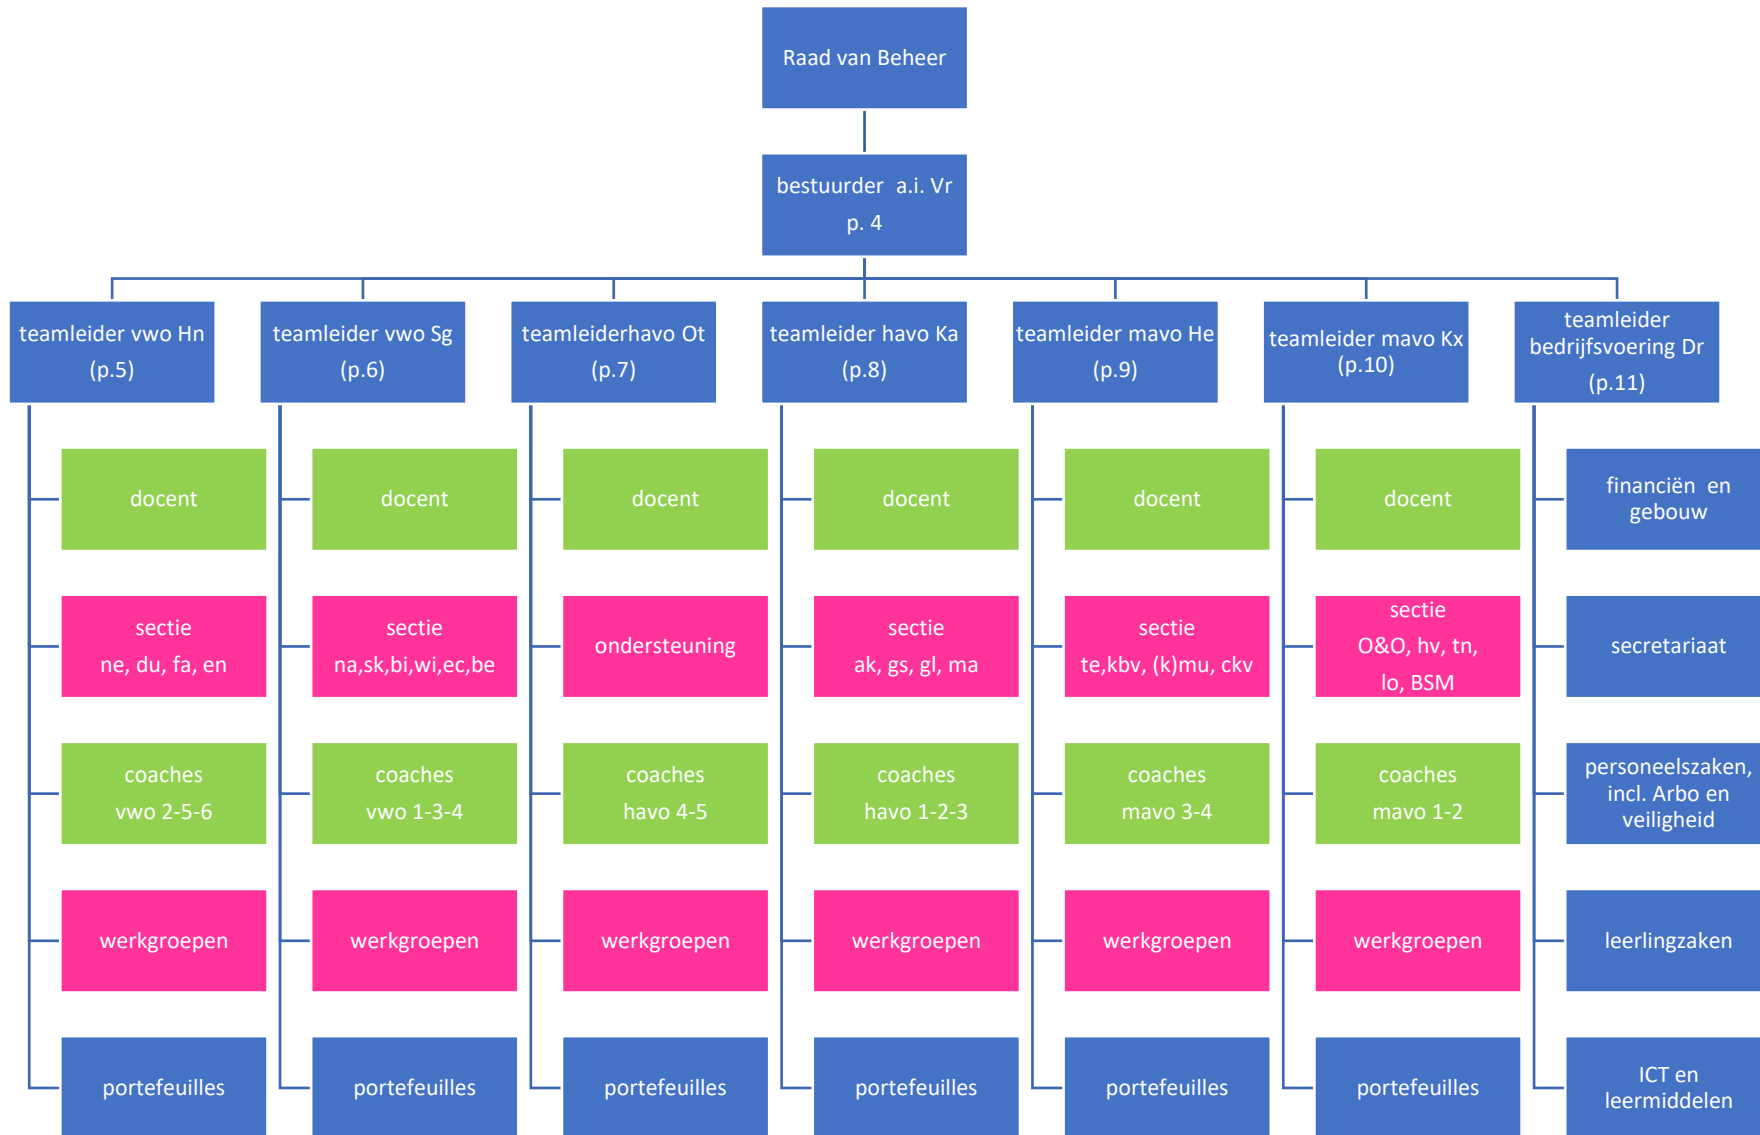 Raad van Beheer
bestuurder  a.i. Vr
p. 4
teamleider vwo Hn
(p.5)
teamleider vwo Sg
(p.6)
teamleiderhavo Ot
(p.7)
teamleider havo Ka
(p.8)
teamleider mavo He
(p.9)
teamleider mavo Kx
(p.10)
teamleider
bedrijfsvoering Dr
(p.11)
docent
docent
docent
docent
docent
docent
financiën  en
gebouw
sectie
ne, du, fa, en
sectie
na,sk,bi,wi,ec,be
ondersteuning
sectie
ak, gs, gl, ma
sectie
te,kbv, (k)mu, ckv
sectie
O&O, hv, tn,
lo, BSM
secretariaat
coaches
vwo 2-5-6
coaches
vwo 1-3-4
coaches
havo 4-5
coaches
havo 1-2-3
coaches
mavo 3-4
coaches
mavo 1-2
personeelszaken,
incl. Arbo en
veiligheid
werkgroepen
werkgroepen
werkgroepen
werkgroepen
werkgroepen
werkgroepen
leerlingzaken
portefeuilles
portefeuilles
portefeuilles
portefeuilles
portefeuilles
portefeuilles
ICT en
leermiddelen